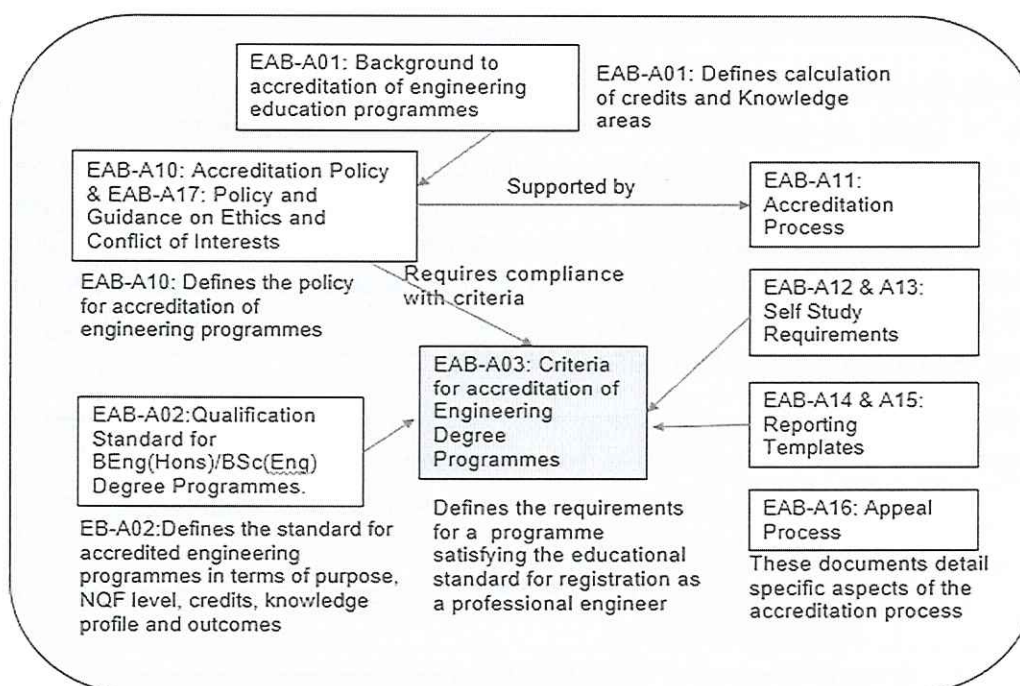 EAB-A01: Background to
accreditation of engineering
education programmes
EAB-A01: Defines calculation
of credits and Knowledge
areas
EAB-A10: Accreditation Policy
& EAB-A17: Policy and
Guidance on Ethics and
Conflict of Interests
Supported by
EAB-A11:
Accreditation
Process
EAB-A10: Defines the policy
for accreditation of
engineering programmes
Requires compliance
with criteria
EAB-A12 & A13:
Self Study
Requirements
EAB-A03: Criteria
for accreditation of
Engineering
Degree
Programmes
EAB-A02:Qualification
Standard for
BEng(Hons)/BSc(Eng)
Degree Programmes.
EAB-A14 & A15:
Reporting
Templates
EB-A02:Defines the standard for
accredited engineering
programmes in terms of purpose,
NQF level, credits, knowledge
profile and outcomes
Defines the requirements
for a programme
satisfying the educational
standard for registration as
a professional engineer
EAB-A16: Appeal
Process
These documents detail
specific aspects of the
accreditation process